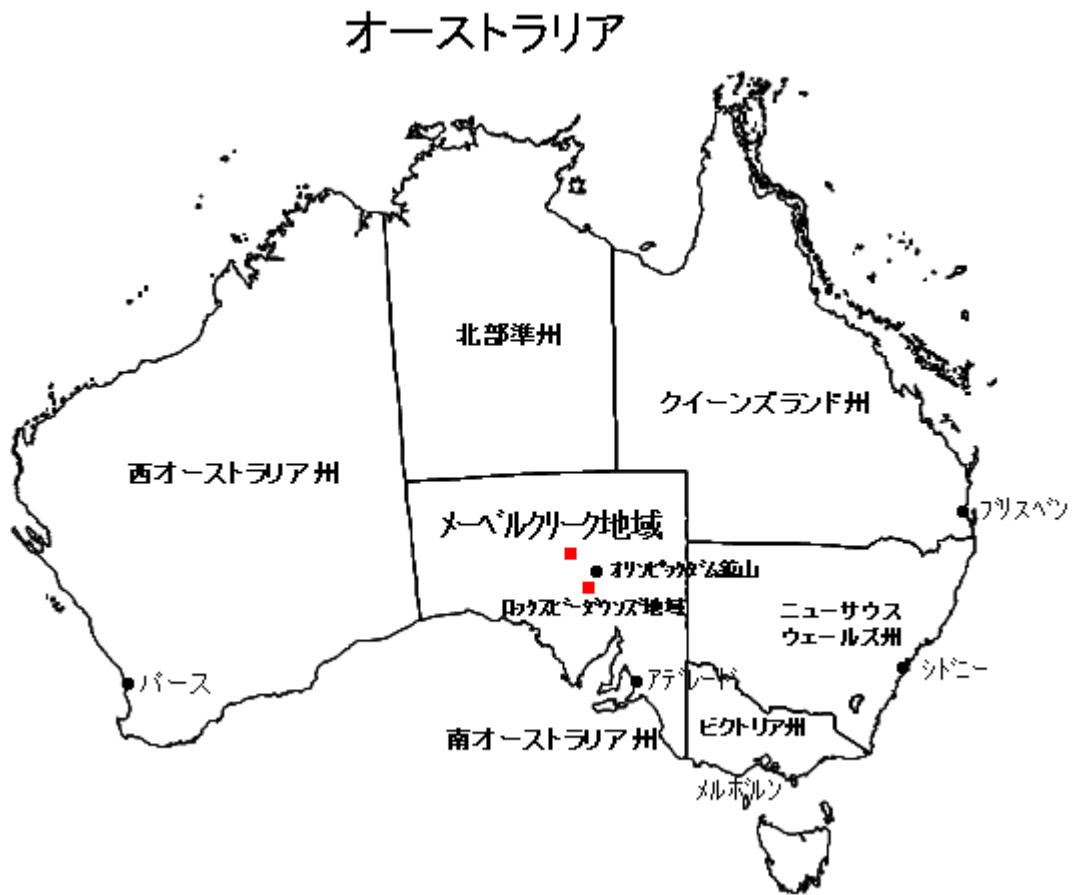 オーストラリア
北部準州
クイーンズランド州
西オーストラリア州
メーベルクリーク地域
ブリスベン
オリンピックダム鉱山
ロックスビーダウンズ地域
ニューサウス
ウェールズ州
パース
アデレード
シドニー
ビクトリア州
南オーストラリア州
メルボルン